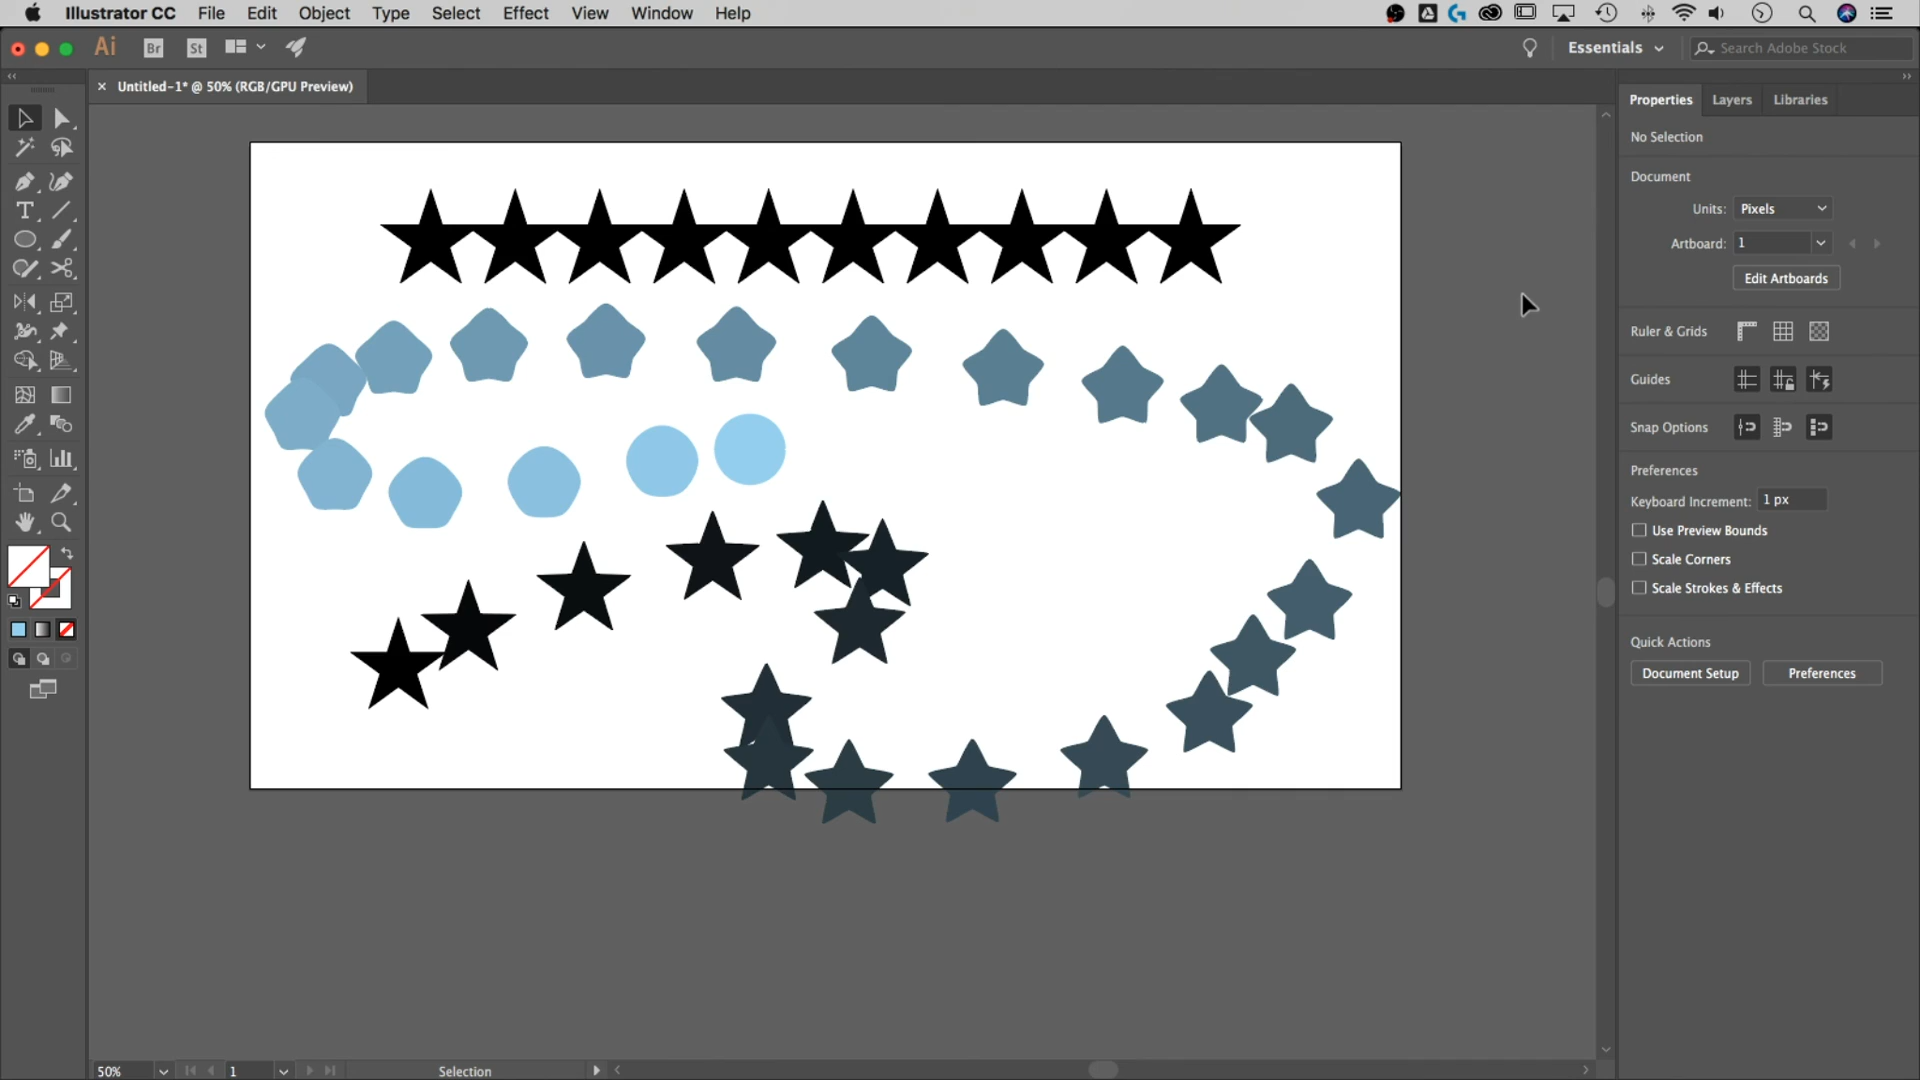 Illustrator CC File Edit Object Type Select Effect View Window Help
Ai Br St Essentials Search Adobe Stock
Untitled-1* @ 50% (RGB/GPU Preview)
Properties Layers Libraries
No Selection
Document
Units: Pixels
Artboard: 1
Edit Artboards
Ruler & Grids
Guides
Snap Options
Preferences
Keyboard Increment: 1 px
Use Preview Bounds
Scale Corners
Scale Strokes & Effects
Quick Actions
Document Setup Preferences
50% 1 Selection